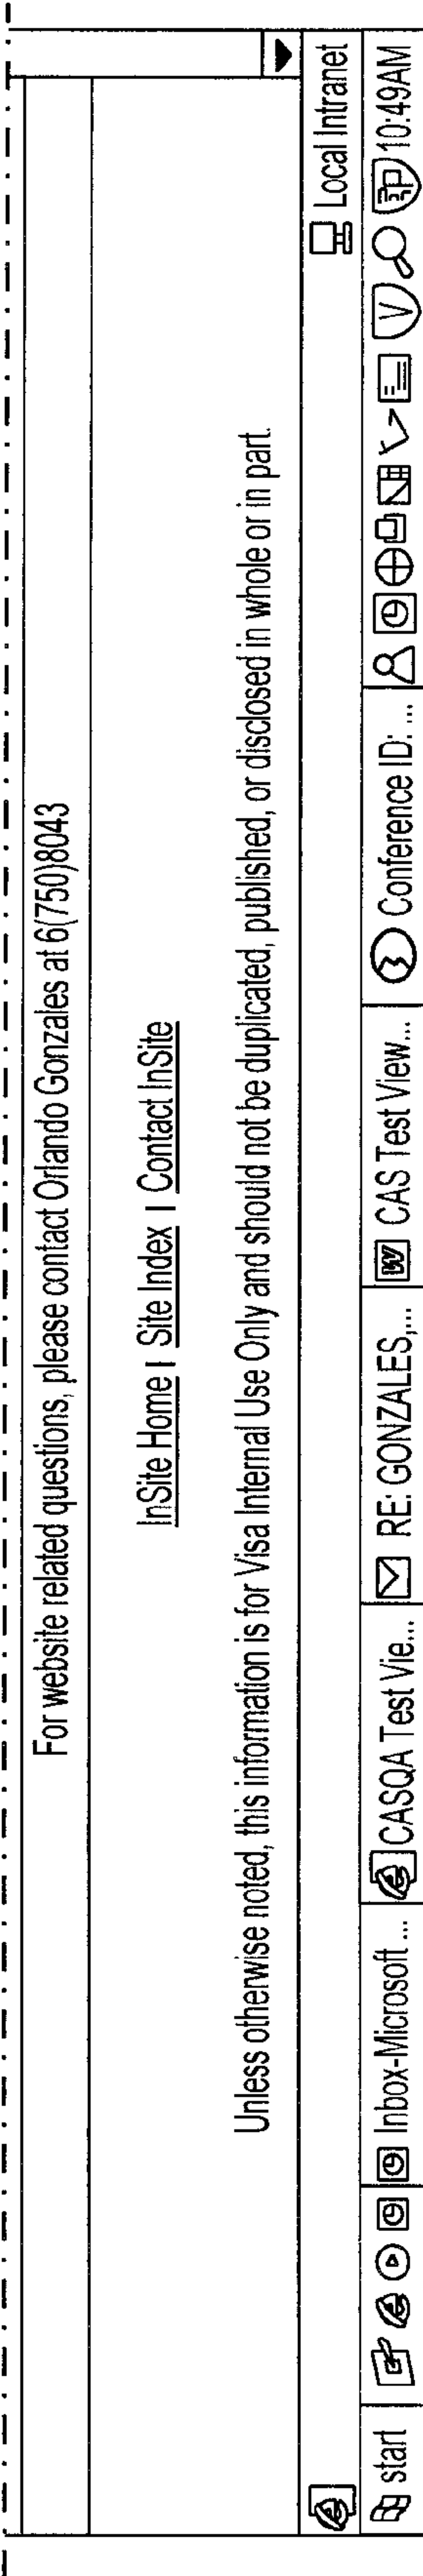 For website related questions, please contact Orlando Gonzales at 6(750)8043
InSite Home | Site Index | Contact InSite
Unless otherwise noted, this information is for Visa Internal Use Only and should not be duplicated, published, or disclosed in whole or in part.
Local Intranet
start Inbox-Microsoft ... CASQA Test Vie... RE: GONZALES,... W CAS Test View... Conference ID: ... V P 10:49AM